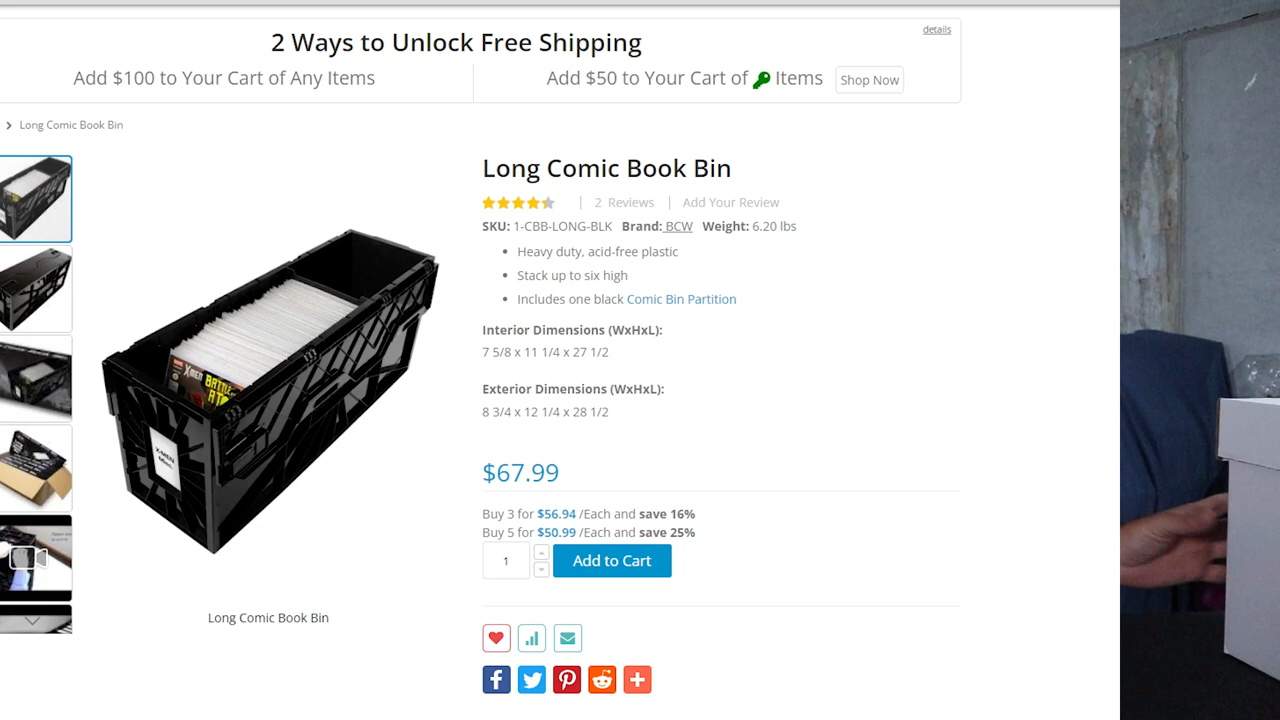 details
2 Ways to Unlock Free Shipping
Add $100 to Your Cart of Any Items
Add $50 to Your Cart of Items
Shop Now
Long Comic Book Bin
Long Comic Book Bin
2 Reviews
Add Your Review
SKU: 1-CBB-LONG-BLK Brand: BCW Weight: 6.20 lbs
Heavy duty, acid-free plastic
Stack up to six high
Includes one black Comic Bin Partition
Interior Dimensions (WxHxL):
7 5/8 x 11 1/4 x 27 1/2
Exterior Dimensions (WxHxL):
8 3/4 x 12 1/4 x 28 1/2
X-MEN
X-MEN
Misc.
$67.99
Buy 3 for $56.94 /Each and save 16%
Buy 5 for $50.99 /Each and save 25%
1
Add to Cart
Long Comic Book Bin